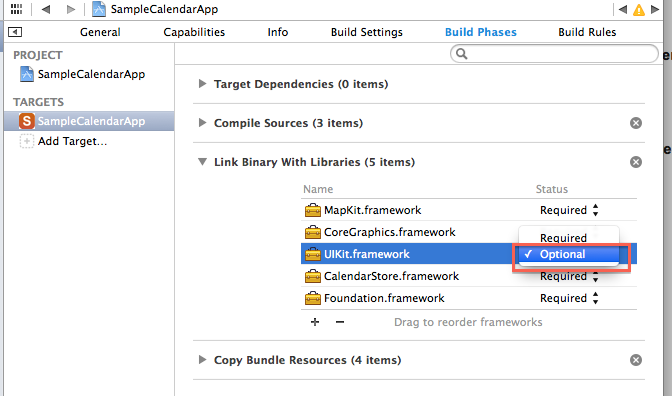 SampleCalendarApp
General Capabilities Info Build Settings Build Phases Build Rules
PROJECT
SampleCalendarApp
TARGETS
SampleCalendarApp
Add Target...
Target Dependencies (0 items)
Compile Sources (3 items)
Link Binary With Libraries (5 items)
Name Status
MapKit.framework Required
CoreGraphics.framework Required
UIKit.framework ✓ Optional
CalendarStore.framework Required
Foundation.framework Required
+ − Drag to reorder frameworks
Copy Bundle Resources (4 items)